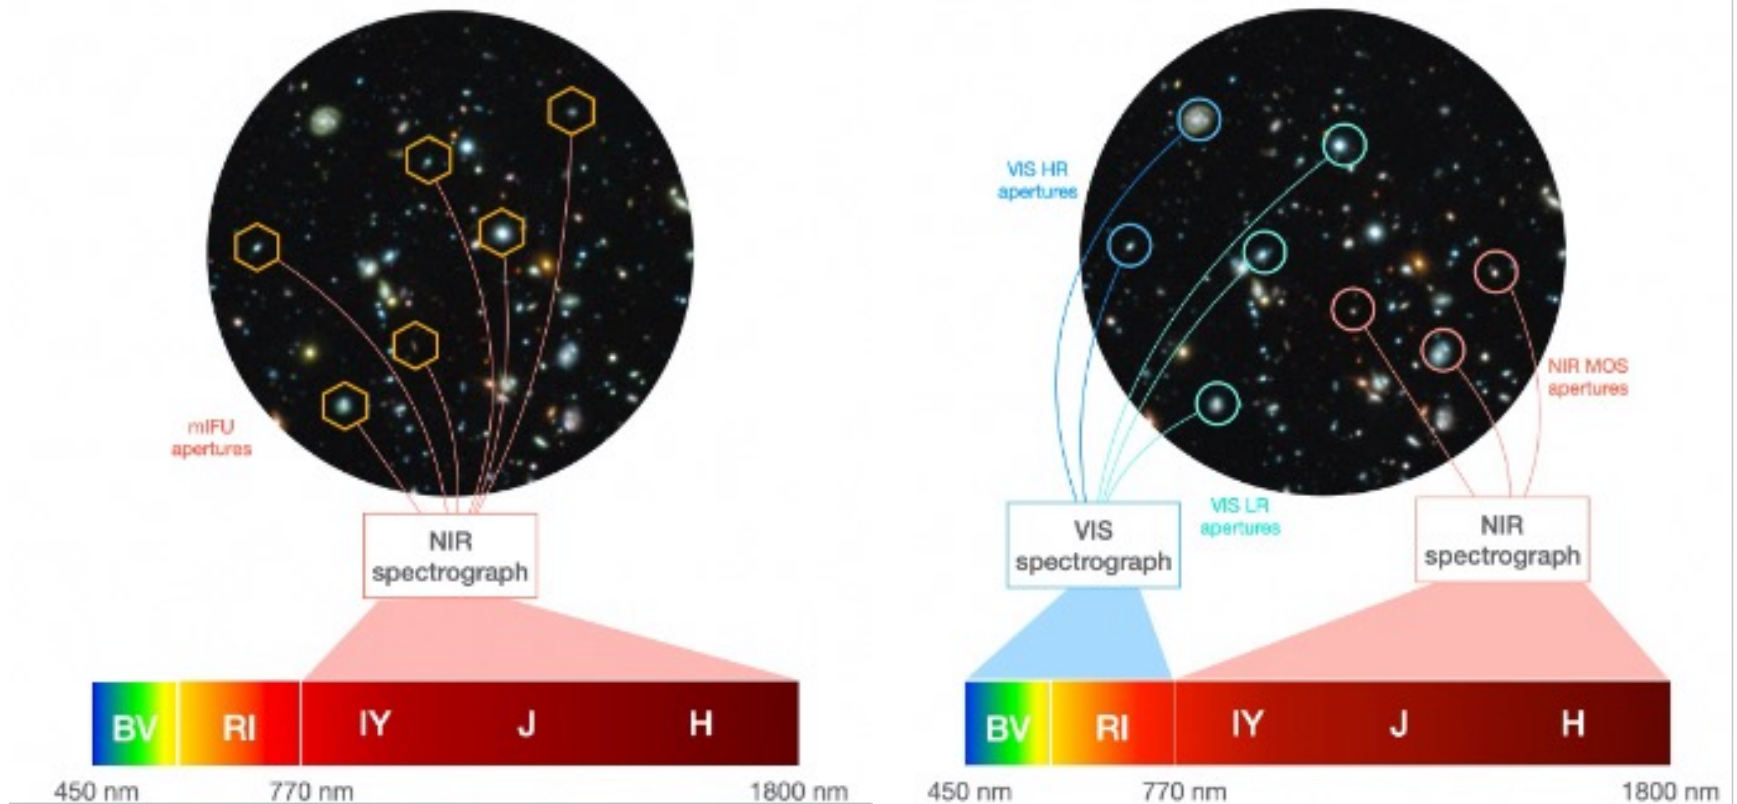 mIFU
apertures
NIR
spectrograph
BV
RI
IY
J
H
450 nm
770 nm
1800 nm
VIS HR
apertures
NIR MOS
apertures
VIS LR
apertures
VIS
spectrograph
NIR
spectrograph
BV
RI
IY
J
H
450 nm
770 nm
1800 nm